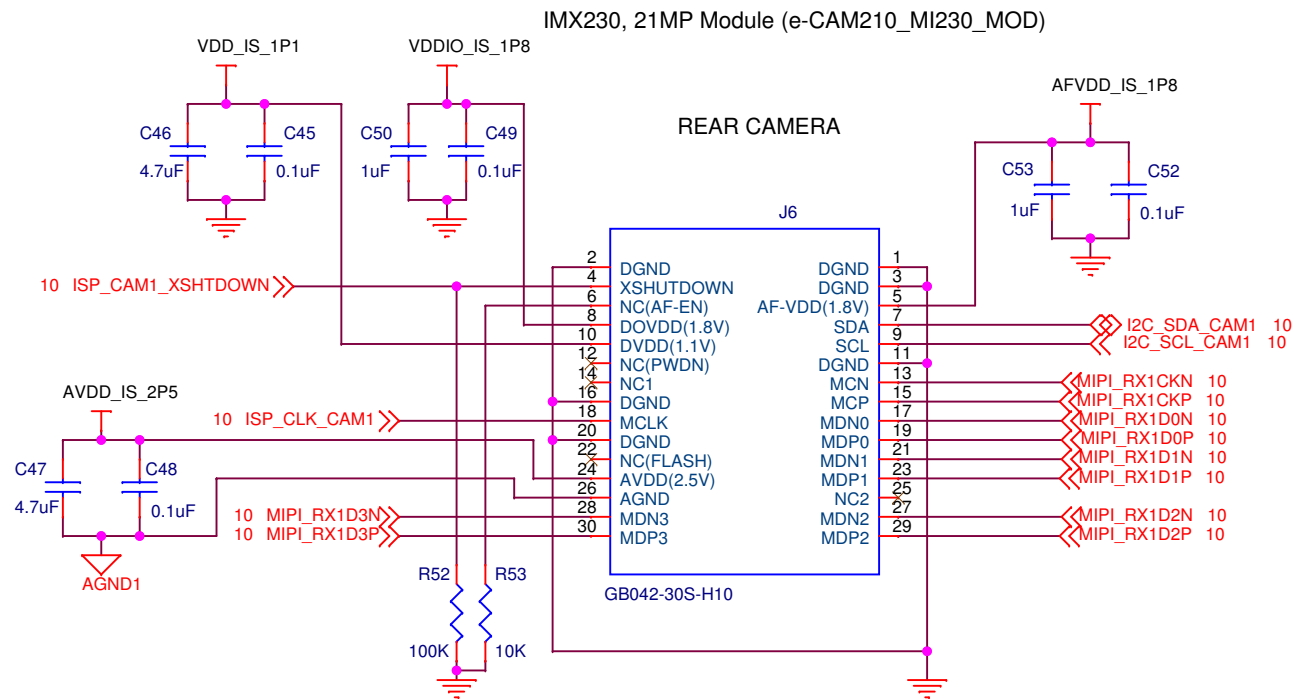 IMX230, 21MP Module (e-CAM210_MI230_MOD)
VDD_IS_1P1
VDDIO_IS_1P8
AFVDD_IS_1P8
REAR CAMERA
C46
4.7uF
C45
0.1uF
C50
1uF
C49
0.1uF
C53
1uF
C52
0.1uF
J6
10 ISP_CAM1_XSHTDOWN
2 DGND
4 XSHUTDOWN
6 NC(AF-EN)
8 DOVDD(1.8V)
10 DVDD(1.1V)
12 NC(PWDN)
14 NC1
16 DGND
18 MCLK
20 DGND
22 NC(FLASH)
24 AVDD(2.5V)
26 AGND
28 MDN3
30 MDP3
DGND 1
DGND 3
AF-VDD(1.8V) 5
SDA 7
SCL 9
DGND 11
MCN 13
MCP 15
MDN0 17
MDP0 19
MDN1 21
MDP1 23
NC2 25
MDN2 27
MDP2 29
I2C_SDA_CAM1 10
I2C_SCL_CAM1 10
MIPI_RX1CKN 10
MIPI_RX1CKP 10
MIPI_RX1D0N 10
MIPI_RX1D0P 10
MIPI_RX1D1N 10
MIPI_RX1D1P 10
MIPI_RX1D2N 10
MIPI_RX1D2P 10
AVDD_IS_2P5
10 ISP_CLK_CAM1
C47
4.7uF
C48
0.1uF
10 MIPI_RX1D3N
10 MIPI_RX1D3P
AGND1
R52
100K
R53
10K
GB042-30S-H10